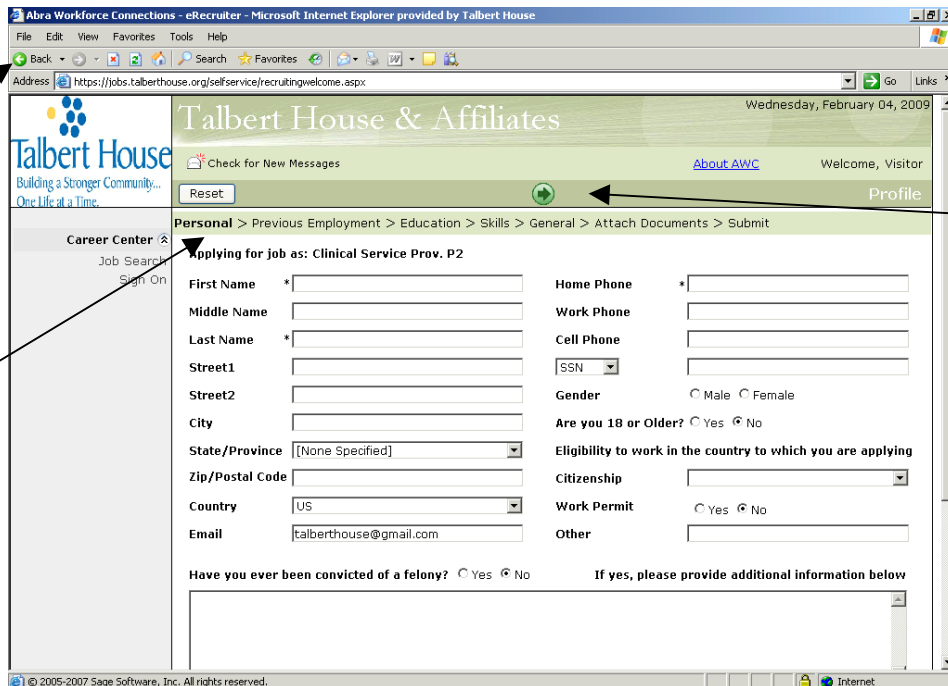 Abra Workforce Connections - eRecruiter - Microsoft Internet Explorer provided by Talbert House
File Edit View Favorites Tools Help
Back Search Favorites
Address https://jobs.talberthouse.org/selfservice/recruitingwelcome.aspx Go Links
Talbert House
Building a Stronger Community...
One Life at a Time.
Talbert House & Affiliates
Wednesday, February 04, 2009
Check for New Messages About AWC Welcome, Visitor
Reset Profile
Personal > Previous Employment > Education > Skills > General > Attach Documents > Submit
Career Center
Job Search
Sign On
Applying for job as: Clinical Service Prov. P2
First Name * Home Phone *
Middle Name Work Phone
Last Name * Cell Phone
Street1 SSN
Street2 Gender Male Female
City Are you 18 or Older? Yes No
State/Province [None Specified] Eligibility to work in the country to which you are applying
Zip/Postal Code Citizenship
Country US Work Permit Yes No
Email talberthouse@gmail.com Other
Have you ever been convicted of a felony? Yes No If yes, please provide additional information below
© 2005-2007 Sage Software, Inc. All rights reserved. Internet